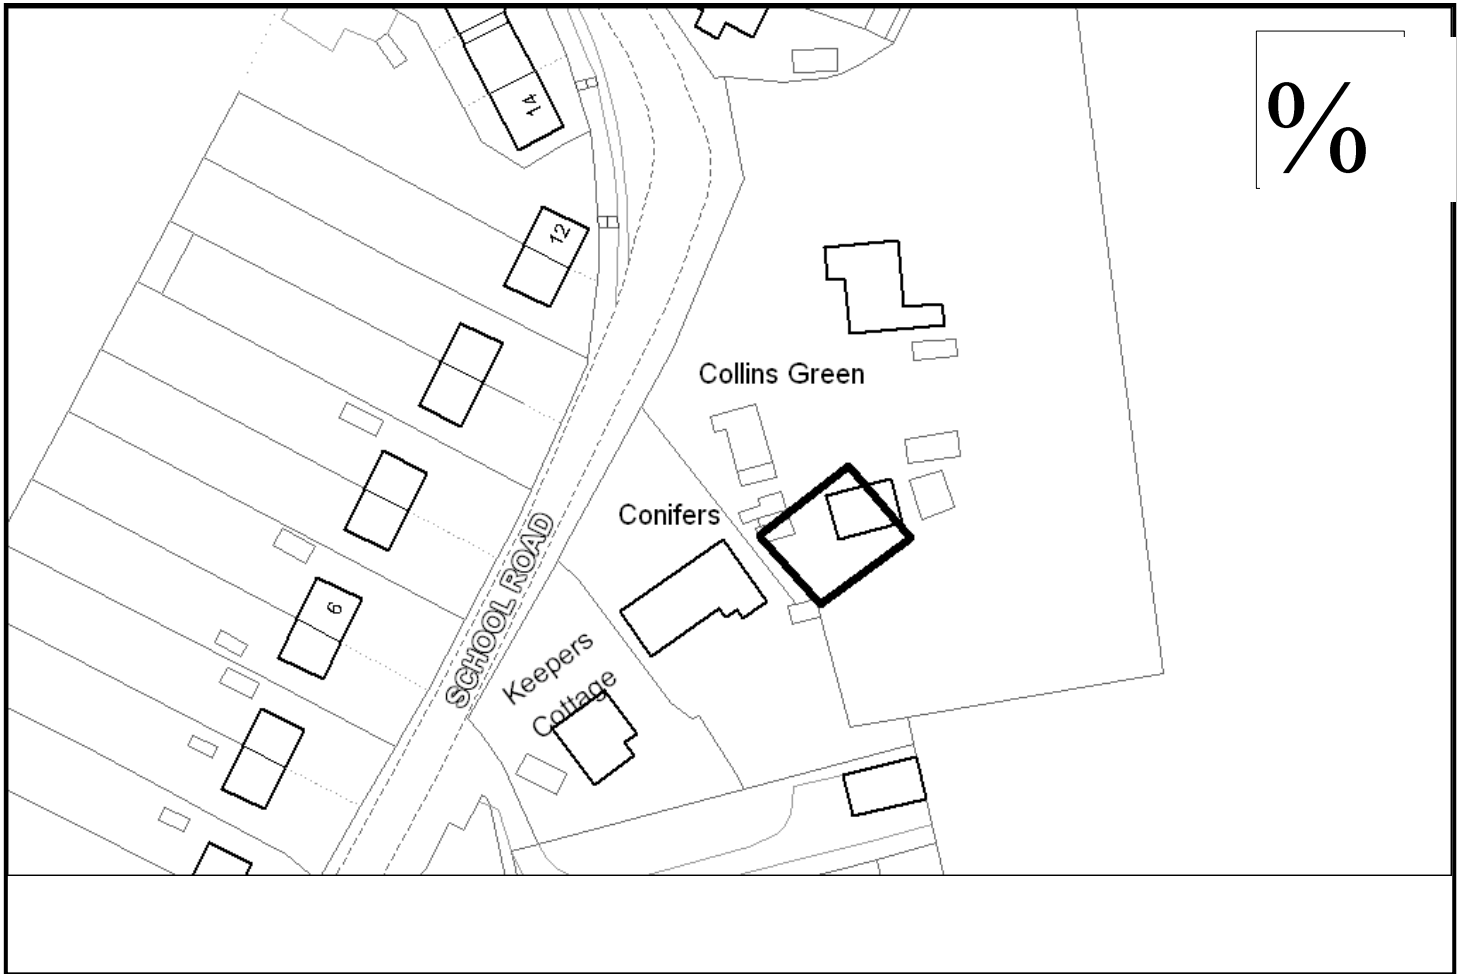 14
%
12
Collins Green
Conifers
SCHOOL ROAD
6
Keepers
Cottage